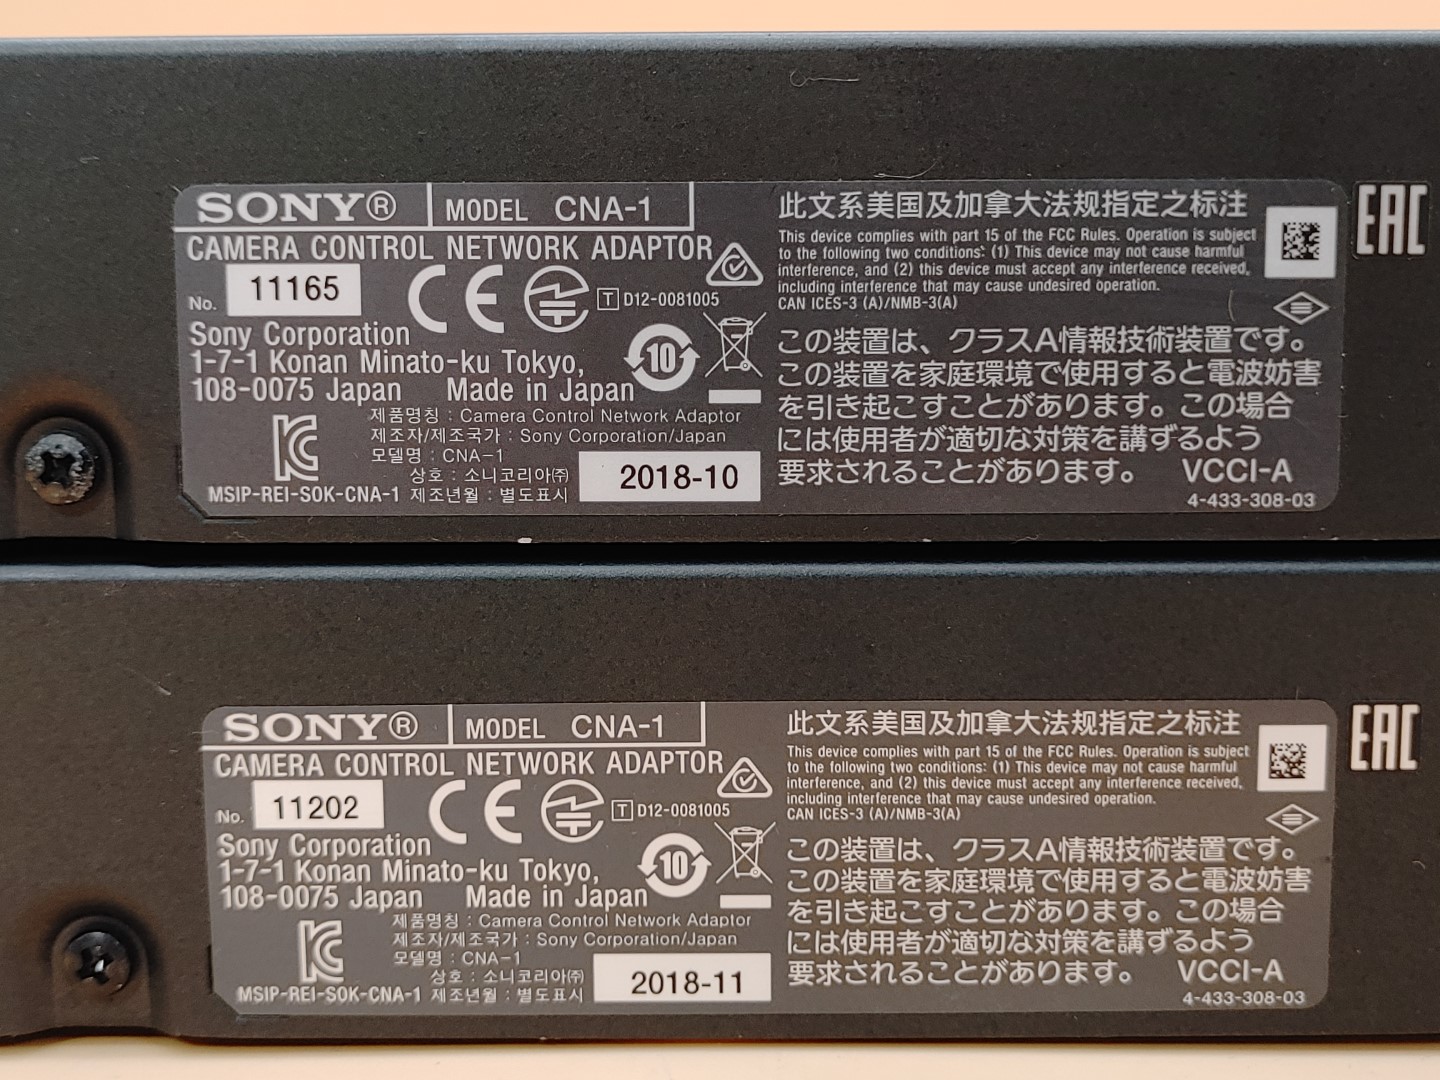 SONY® MODEL CNA-1
CAMERA CONTROL NETWORK ADAPTOR
No. 11165
CE
T D12-0081005
Sony Corporation
1-7-1 Konan Minato-ku Tokyo,
108-0075 Japan Made in Japan
10
제품명칭 : Camera Control Network Adaptor
제조자/제조국가 : Sony Corporation/Japan
모델명 : CNA-1
상호 : 소니코리아㈜
MSIP-REI-SOK-CNA-1 제조년월 : 별도표시
2018-10
此文系美国及加拿大法规指定之标注
This device complies with part 15 of the FCC Rules. Operation is subject
to the following two conditions: (1) This device may not cause harmful
interference, and (2) this device must accept any interference received,
including interference that may cause undesired operation.
CAN ICES-3 (A)/NMB-3(A)
この装置は、クラスA情報技術装置です。
この装置を家庭環境で使用すると電波妨害
を引き起こすことがあります。この場合
には使用者が適切な対策を講ずるよう
要求されることがあります。 VCCI-A
4-433-308-03
EAC
SONY® MODEL CNA-1
CAMERA CONTROL NETWORK ADAPTOR
No. 11202
CE
T D12-0081005
Sony Corporation
1-7-1 Konan Minato-ku Tokyo,
108-0075 Japan Made in Japan
10
제품명칭 : Camera Control Network Adaptor
제조자/제조국가 : Sony Corporation/Japan
모델명 : CNA-1
상호 : 소니코리아㈜
MSIP-REI-SOK-CNA-1 제조년월 : 별도표시
2018-11
此文系美国及加拿大法规指定之标注
This device complies with part 15 of the FCC Rules. Operation is subject
to the following two conditions: (1) This device may not cause harmful
interference, and (2) this device must accept any interference received,
including interference that may cause undesired operation.
CAN ICES-3 (A)/NMB-3(A)
この装置は、クラスA情報技術装置です。
この装置を家庭環境で使用すると電波妨害
を引き起こすことがあります。この場合
には使用者が適切な対策を講ずるよう
要求されることがあります。 VCCI-A
4-433-308-03
EAC